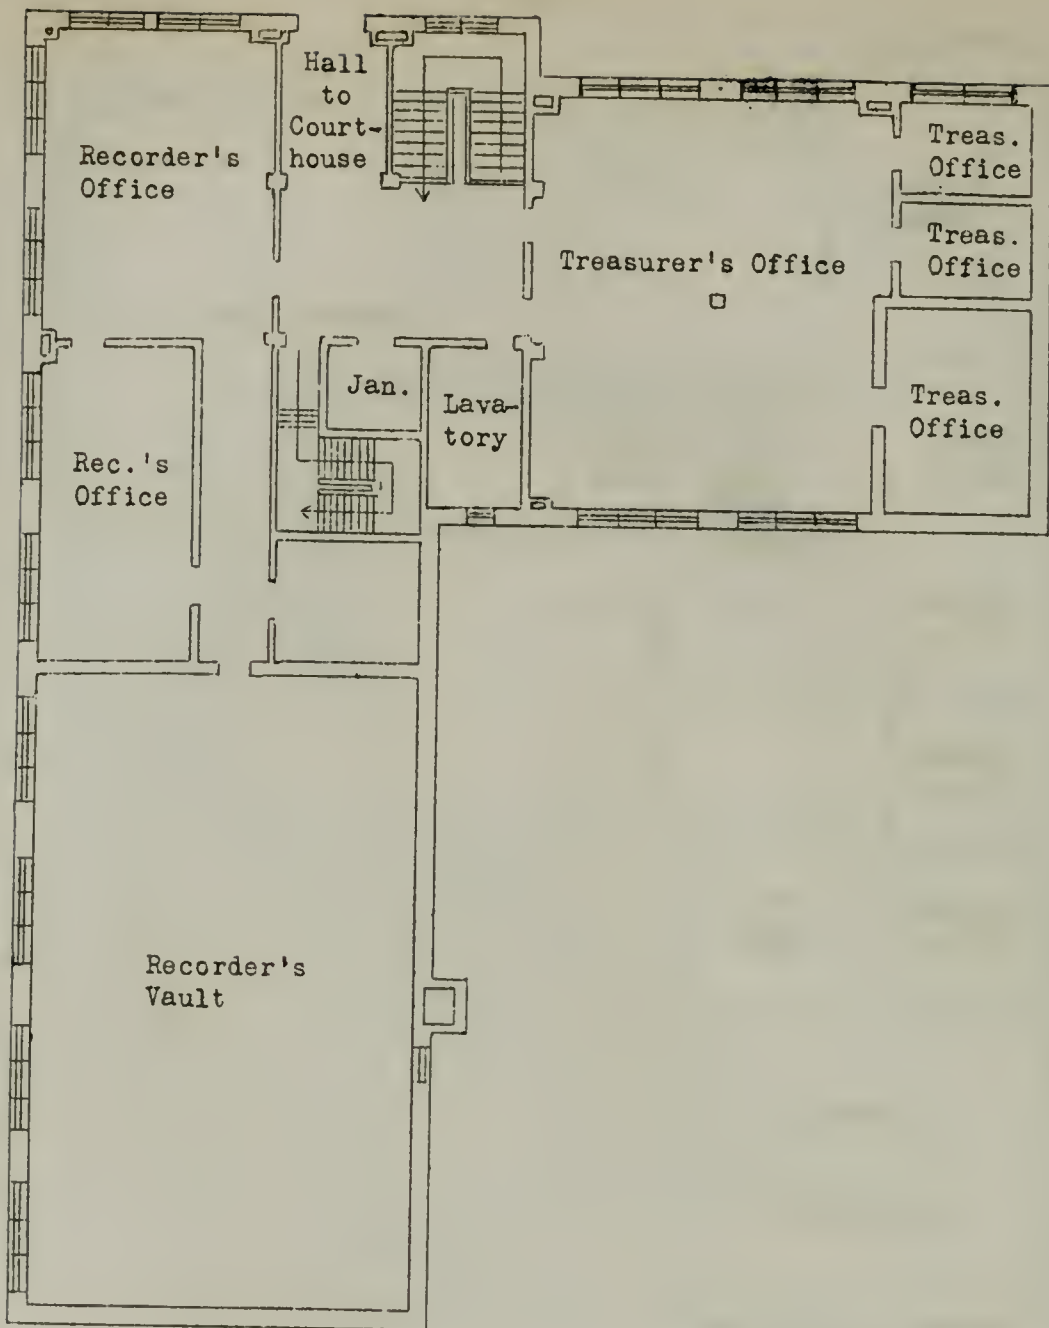 Hall
to
Court-
house
Recorder's
Office
Treas.
Office
Treas.
Office
Treasurer's Office
Jan.
Lava-
tory
Treas.
Office
Rec.'s
Office
Recorder's
Vault